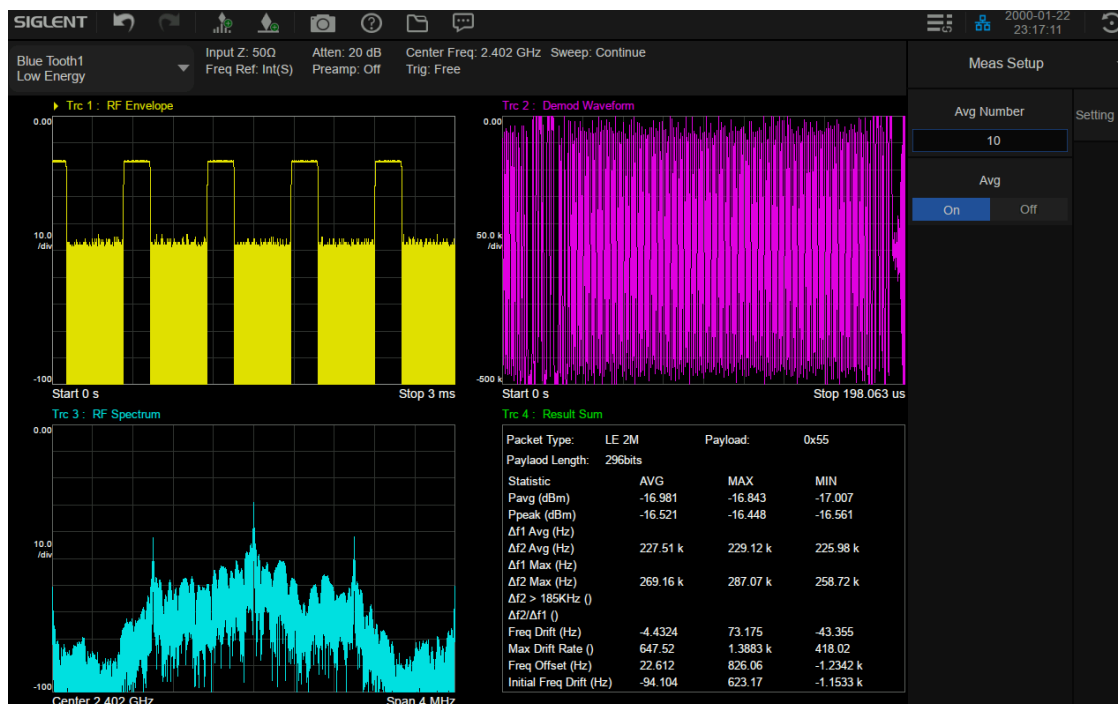 SIGLENT
2000-01-22
23:17:11
Blue Tooth1
Low Energy
Input Z: 50Ω
Freq Ref: Int(S)
Atten: 20 dB
Preamp: Off
Center Freq: 2.402 GHz Sweep: Continue
Trig: Free
Meas Setup
Avg Number
10
Avg
On Off
Setting
Trc 1 : RF Envelope
0.00
10.0
/div
-100
Start 0 s Stop 3 ms
Trc 2 : Demod Waveform
0.00
50.0 k
/div
-500 k
Start 0 s Stop 198.063 us
Trc 3 : RF Spectrum
0.00
10.0
/div
-100
Center 2.402 GHz Span 4 MHz
Trc 4 : Result Sum
Packet Type: LE 2M Payload: 0x55
Paylaod Length: 296bits
Statistic AVG MAX MIN
Pavg (dBm) -16.981 -16.843 -17.007
Ppeak (dBm) -16.521 -16.448 -16.561
Δf1 Avg (Hz)
Δf2 Avg (Hz) 227.51 k 229.12 k 225.98 k
Δf1 Max (Hz)
Δf2 Max (Hz) 269.16 k 287.07 k 258.72 k
Δf2 > 185KHz ()
Δf2/Δf1 ()
Freq Drift (Hz) -4.4324 73.175 -43.355
Max Drift Rate () 647.52 1.3883 k 418.02
Freq Offset (Hz) 22.612 826.06 -1.2342 k
Initial Freq Drift (Hz) -94.104 623.17 -1.1533 k